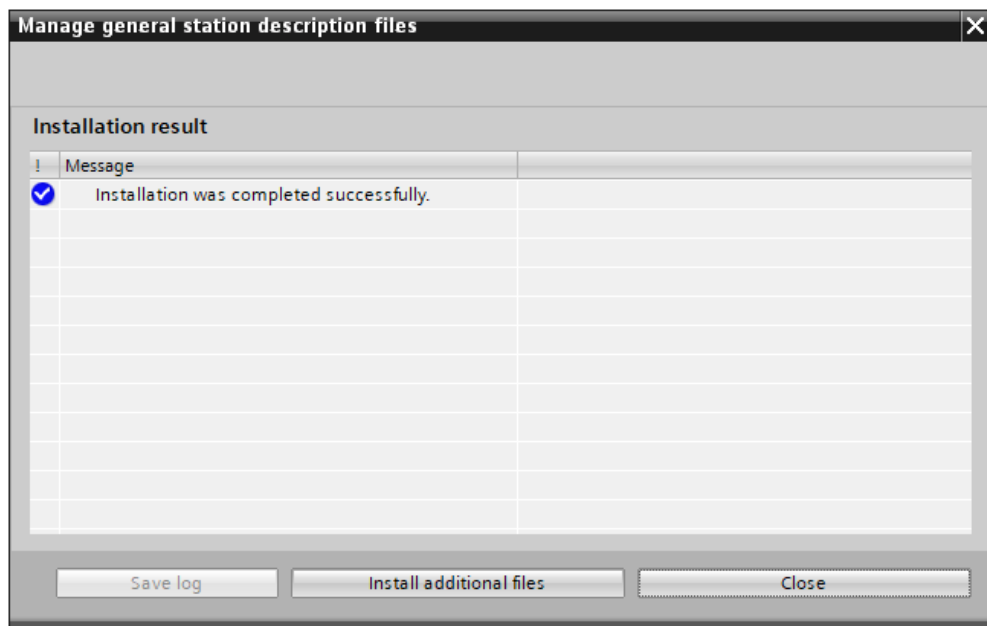 Manage general station description files
Installation result
! Message
Installation was completed successfully.
Save log Install additional files Close